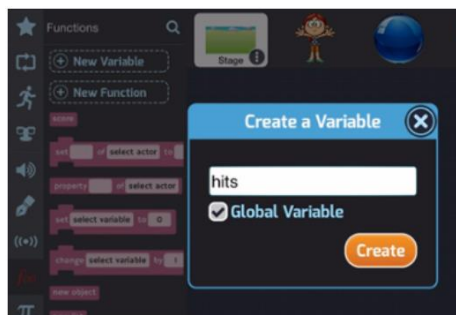 Functions
Stage
New Variable
New Function
score
set of select actor to
property of select actor
set select variable to 0
change select variable by 1
new object
Create a Variable
hits
Global Variable
Create